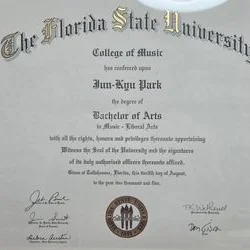 The Florida State University
College of Music
has conferred upon
Jun-Kyu Park
the degree of
Bachelor of Arts
in Music - Liberal Arts
with all the rights, honors and privileges thereunto appertaining
Witness the Seal of the University and the signatures
of its duly authorized officers thereunto affixed.
Given at Tallahassee, Florida, this twelfth day of August,
in the year two thousand and five.